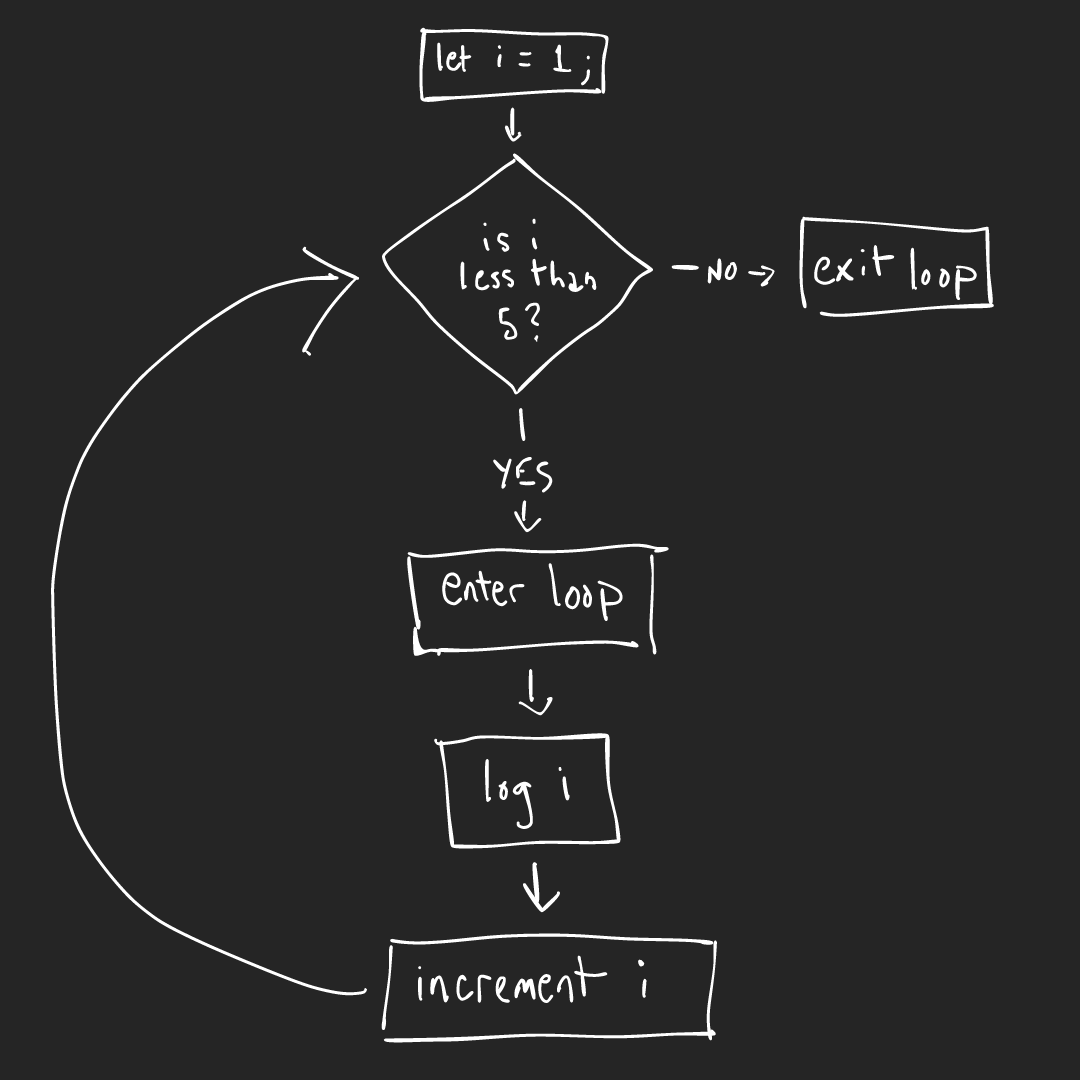 let i = 1;
is i
less than
5?
NO
exit loop
YES
enter loop
log i
increment i